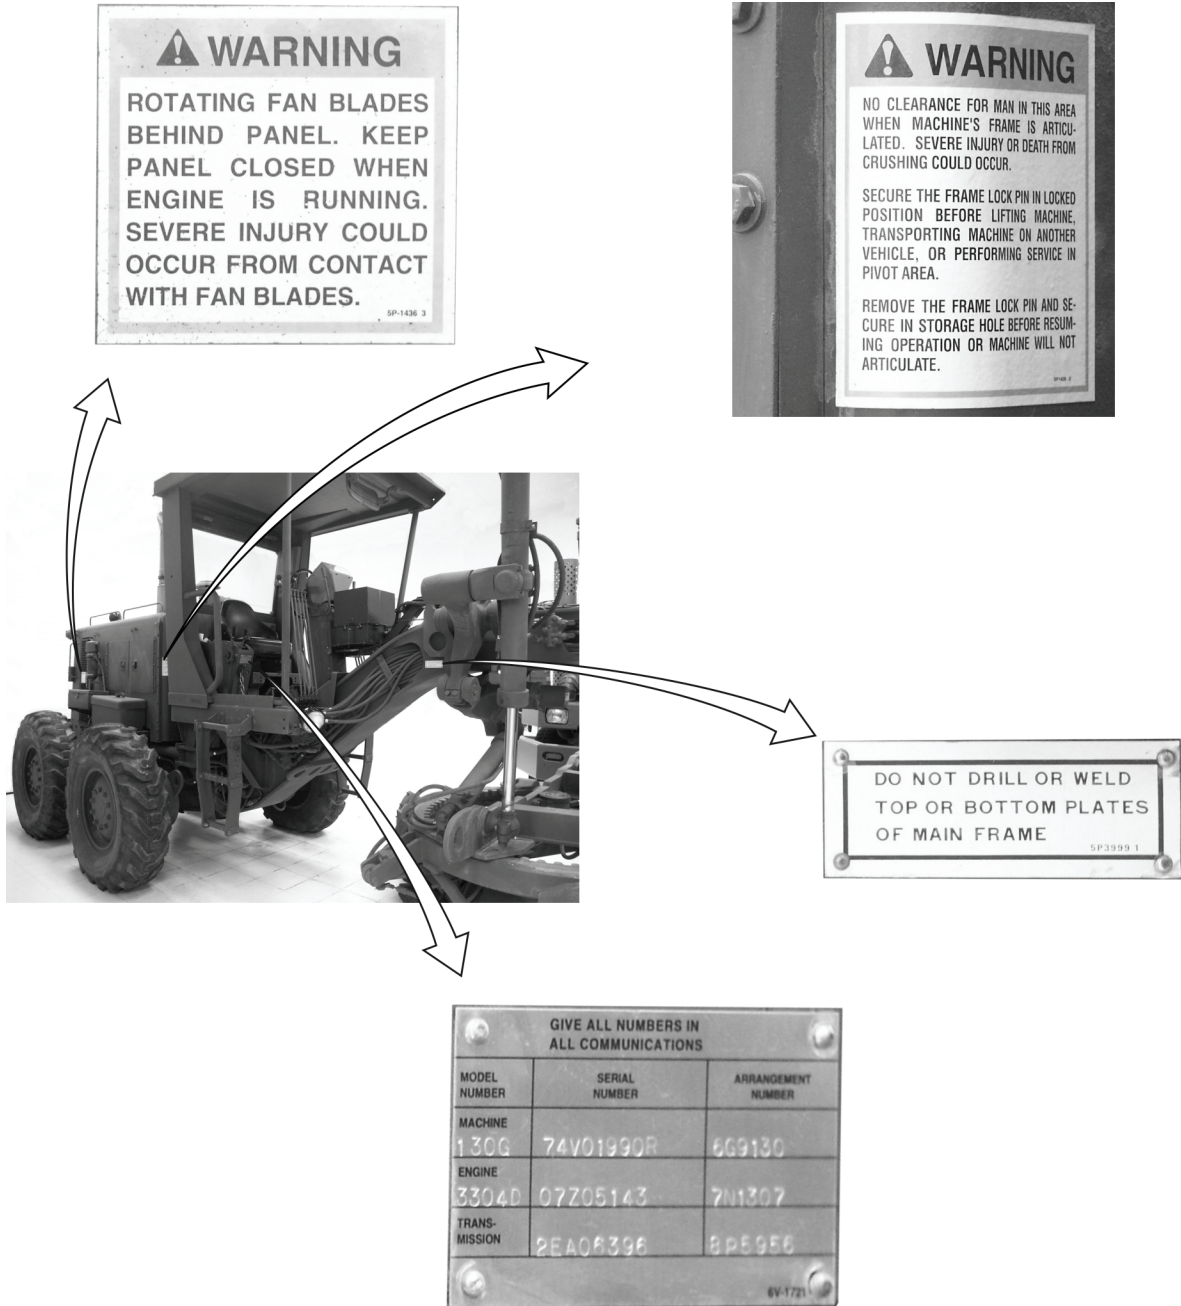 WARNING
ROTATING FAN BLADES
BEHIND PANEL. KEEP
PANEL CLOSED WHEN
ENGINE IS RUNNING.
SEVERE INJURY COULD
OCCUR FROM CONTACT
WITH FAN BLADES.
5P-1436 3
WARNING
NO CLEARANCE FOR MAN IN THIS AREA
WHEN MACHINE'S FRAME IS ARTICU-
LATED. SEVERE INJURY OR DEATH FROM
CRUSHING COULD OCCUR.
SECURE THE FRAME LOCK PIN IN LOCKED
POSITION BEFORE LIFTING MACHINE,
TRANSPORTING MACHINE ON ANOTHER
VEHICLE, OR PERFORMING SERVICE IN
PIVOT AREA.
REMOVE THE FRAME LOCK PIN AND SE-
CURE IN STORAGE HOLE BEFORE RESUM-
ING OPERATION OR MACHINE WILL NOT
ARTICULATE.
DO NOT DRILL OR WELD
TOP OR BOTTOM PLATES
OF MAIN FRAME
5P3999 1
GIVE ALL NUMBERS IN
ALL COMMUNICATIONS
MODEL NUMBER SERIAL NUMBER ARRANGEMENT NUMBER
MACHINE
130G 74V01990R 6G9130
ENGINE
3304D 07Z05143 7N1307
TRANS-
MISSION 2EA06396 8P5956
6V-1721